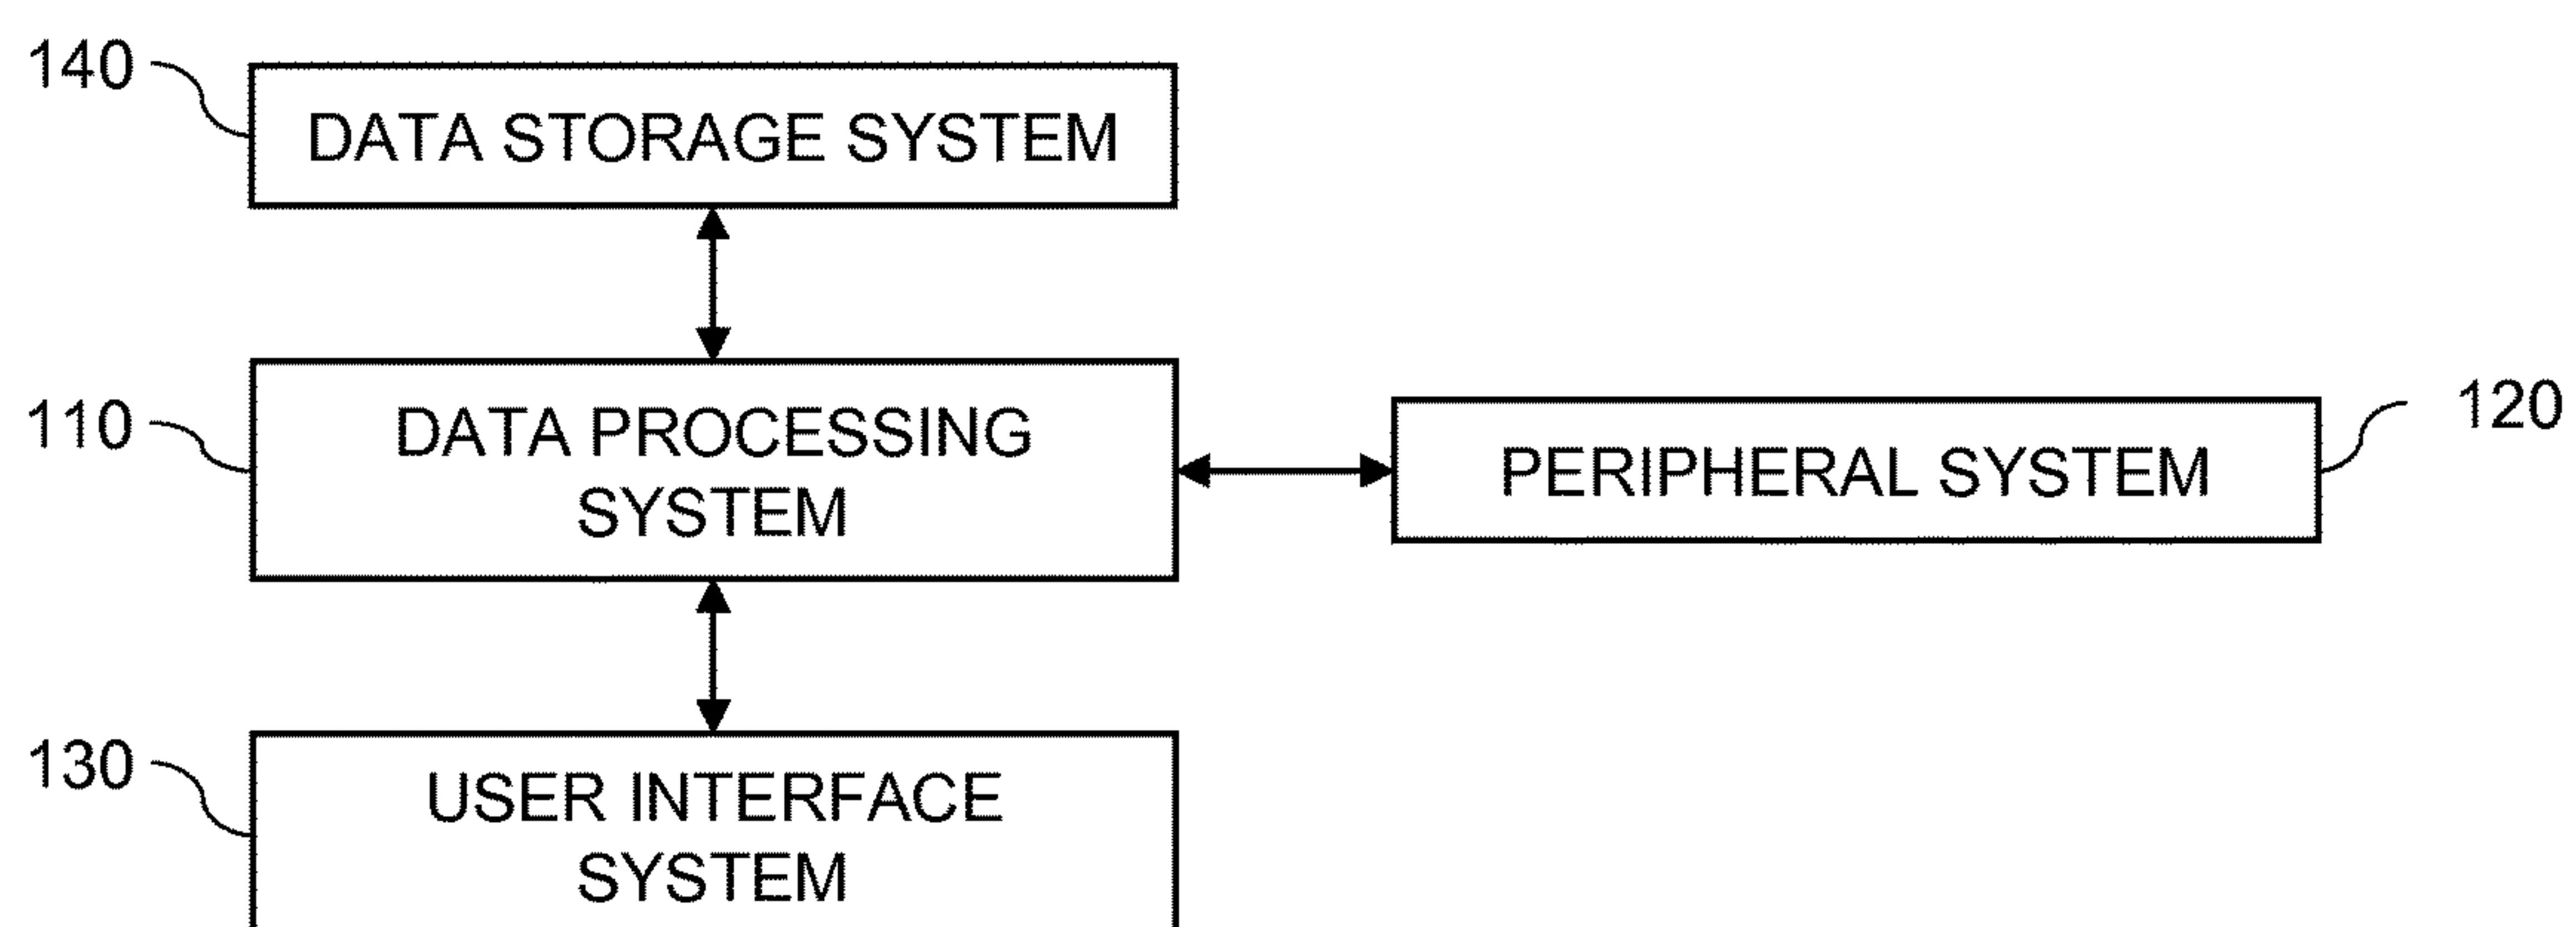 140
DATA STORAGE SYSTEM
110
DATA PROCESSING
SYSTEM
PERIPHERAL SYSTEM
120
130
USER INTERFACE
SYSTEM